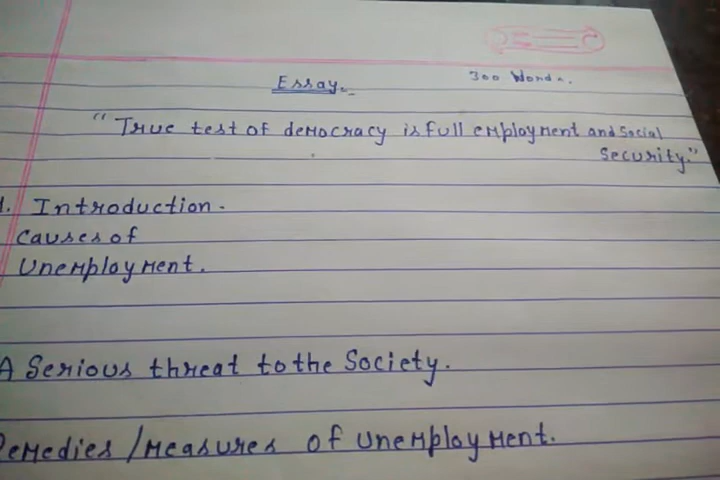 Essay.
300 Words.
"True test of democracy is full employment and social
security."
1. Introduction.
Causes of
Unemployment.
A Serious threat to the Society.
Remedies / Measures of unemployment.